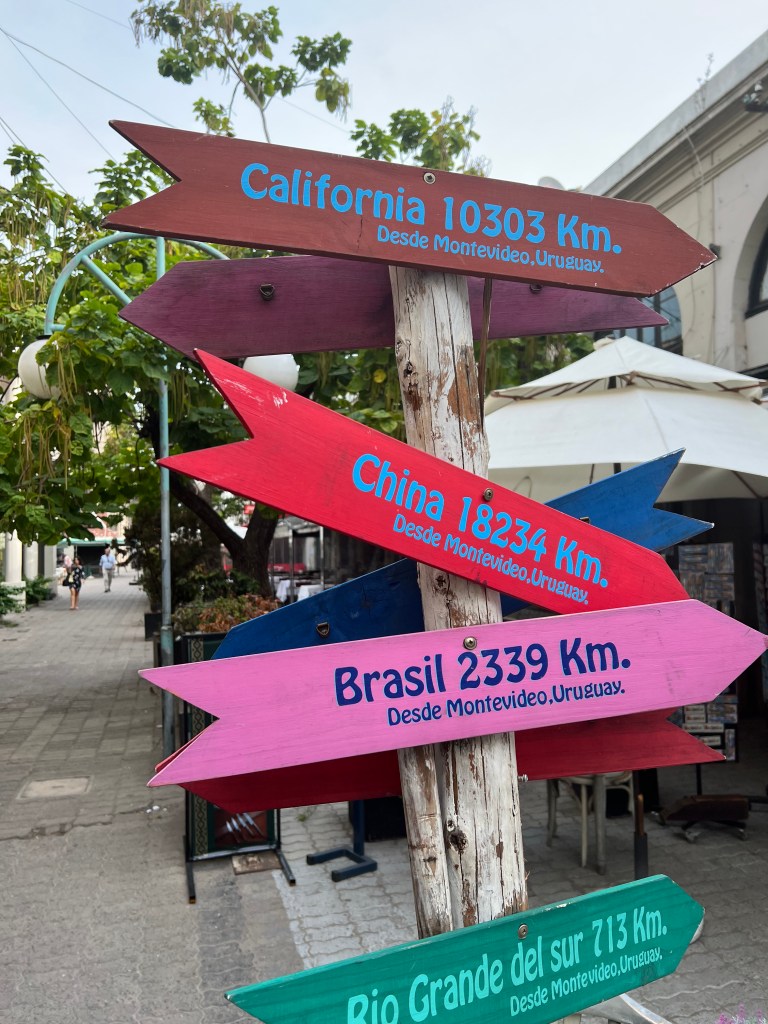 California 10303 Km.
Desde Montevideo,Uruguay.
China 18234 Km.
Desde Montevideo,Uruguay.
Brasil 2339 Km.
Desde Montevideo,Uruguay.
Rio Grande del sur 713 Km.
Desde Montevideo,Uruguay.